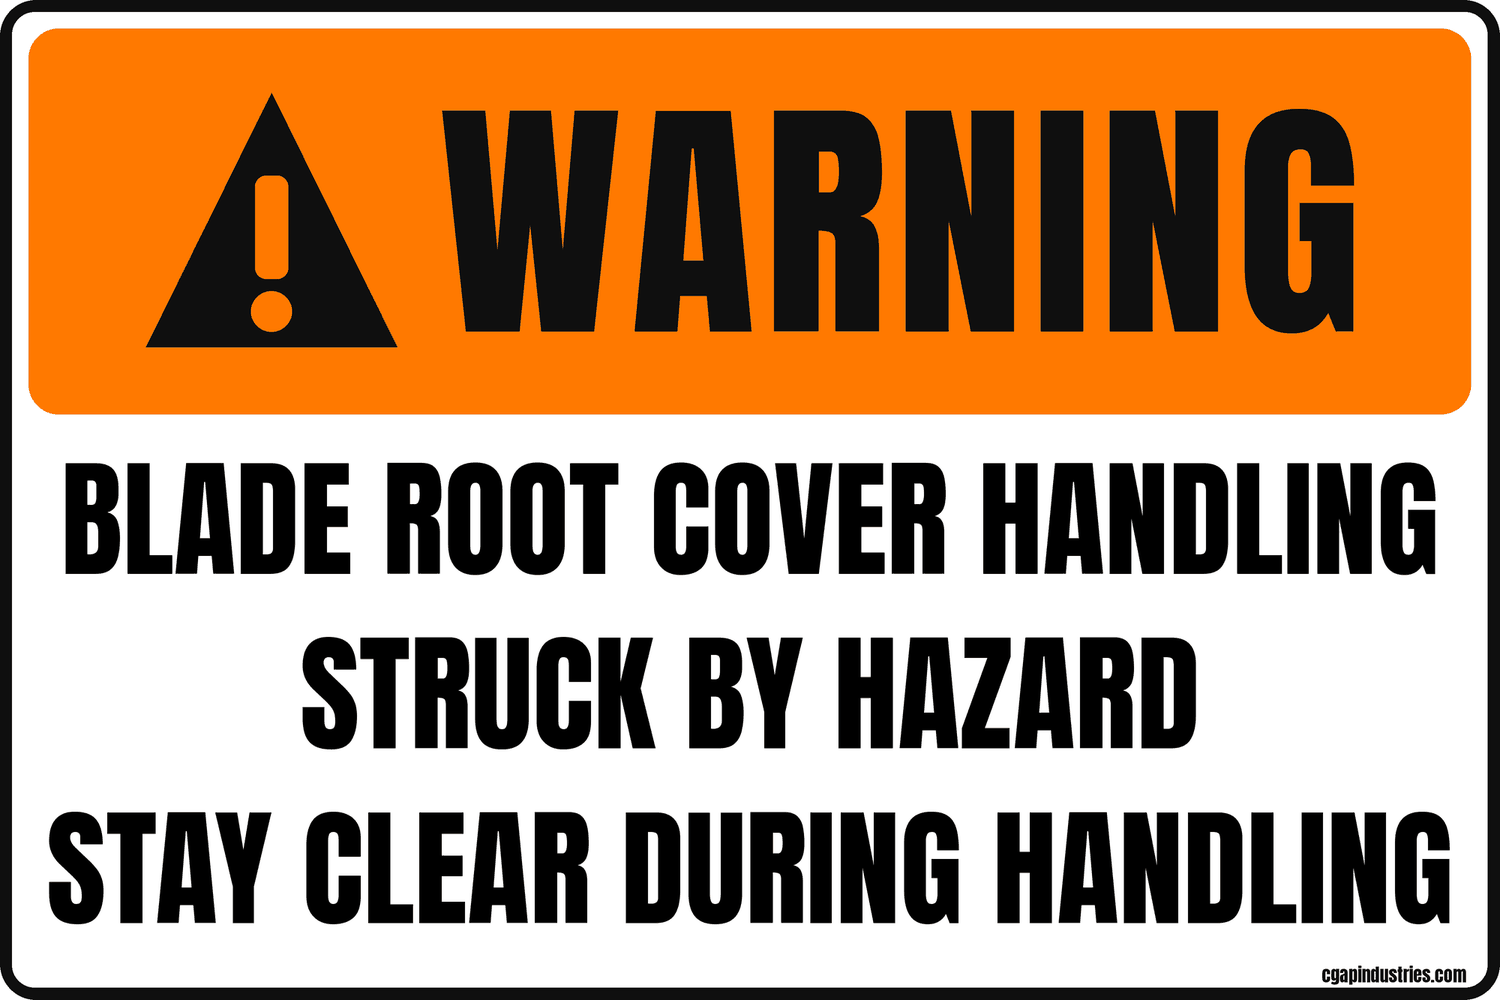 WARNING
BLADE ROOT COVER HANDLING
STRUCK BY HAZARD
STAY CLEAR DURING HANDLING
cgapindustries.com